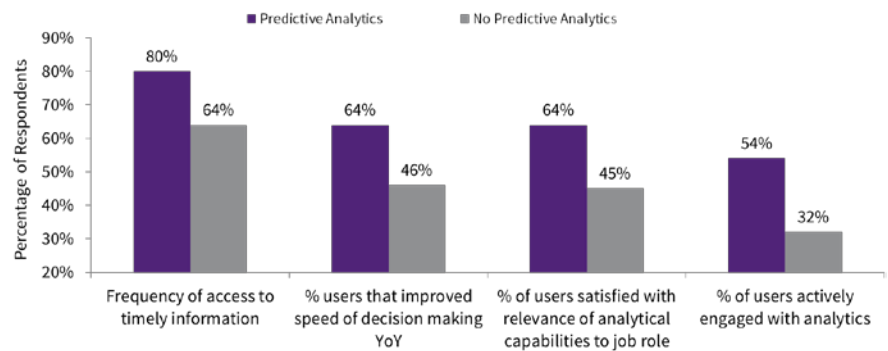 Predictive Analytics
No Predictive Analytics
Percentage of Respondents
90%
80%
70%
60%
50%
40%
30%
20%
80%
64%
64%
46%
64%
45%
54%
32%
Frequency of access to
timely information
% users that improved
speed of decision making
YoY
% of users satisfied with
relevance of analytical
capabilities to job role
% of users actively
engaged with analytics